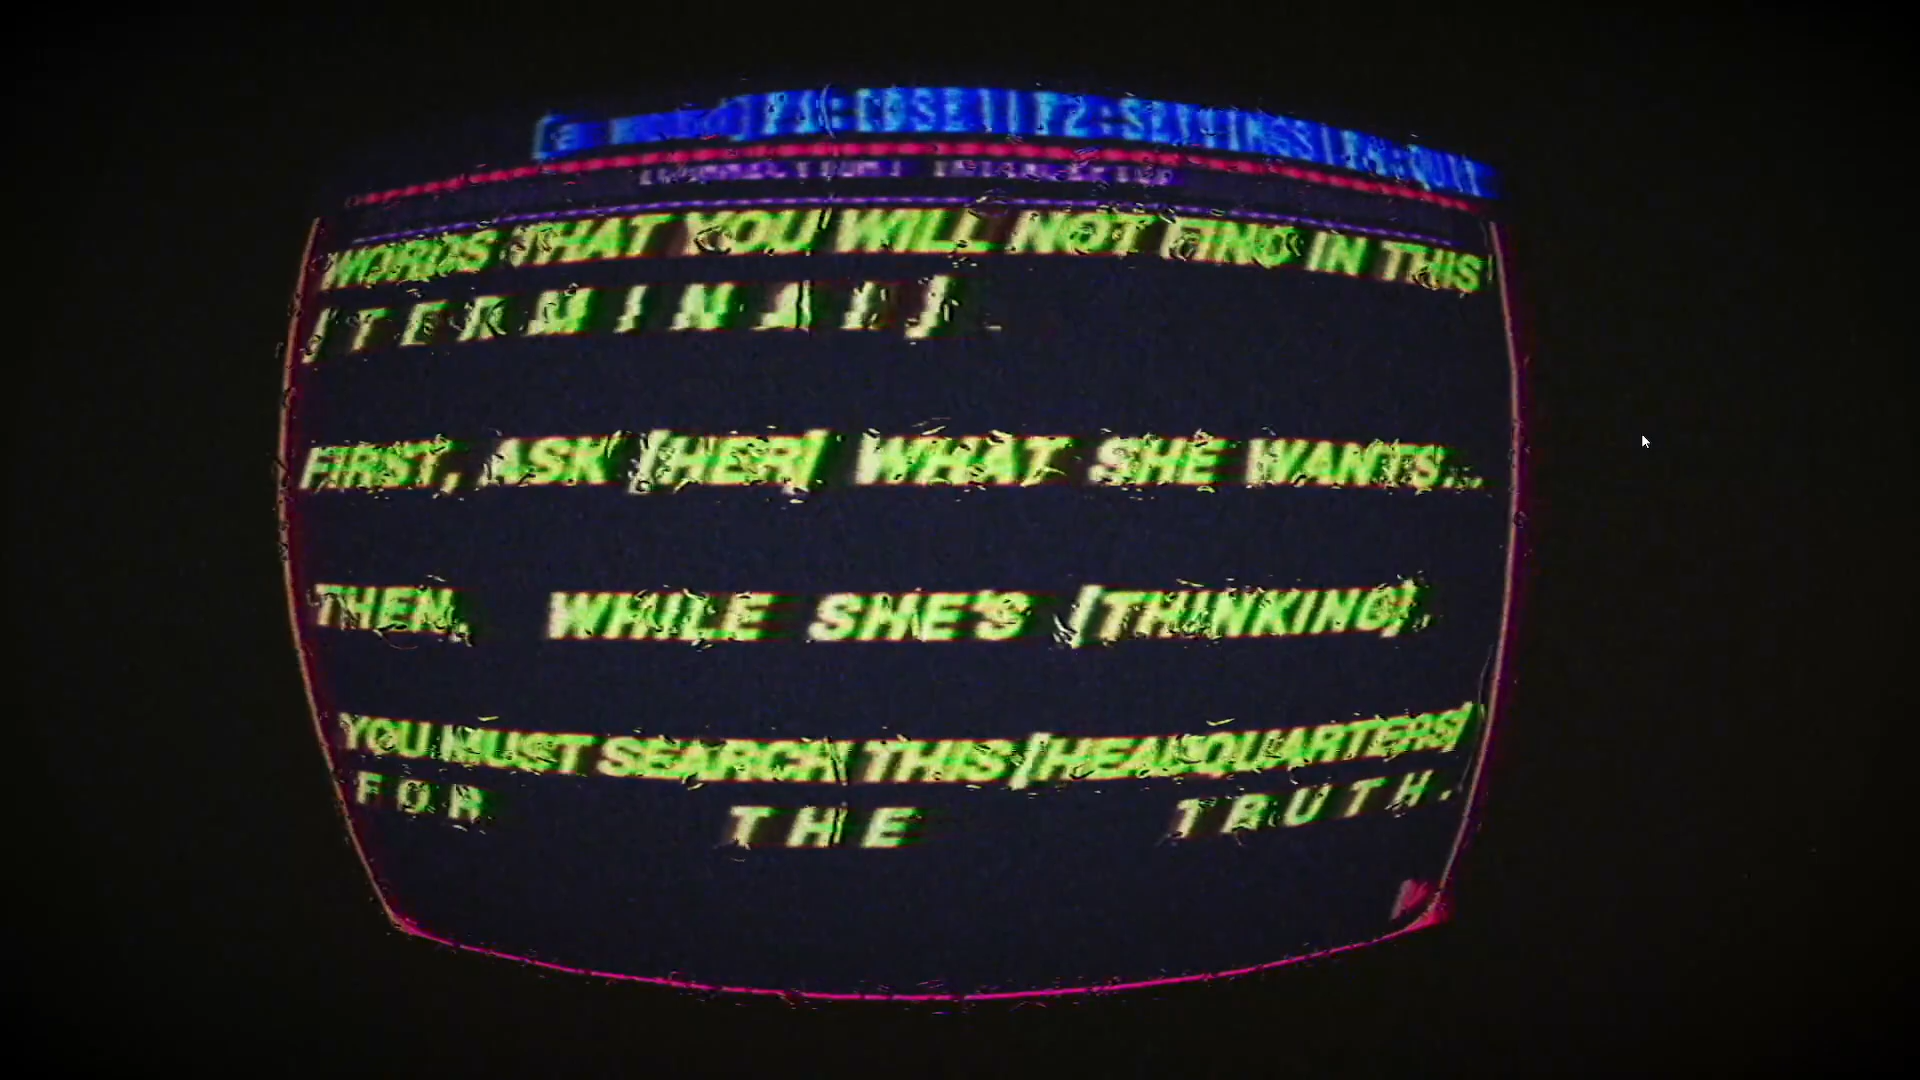 WORDS THAT YOU WILL NOT FIND IN THIS
[TERMINAL].
FIRST, ASK [HER] WHAT SHE WANTS...
THEN, WHILE SHE'S [THINKING],
YOU MUST SEARCH THIS [HEADQUARTERS]
FOR THE TRUTH.